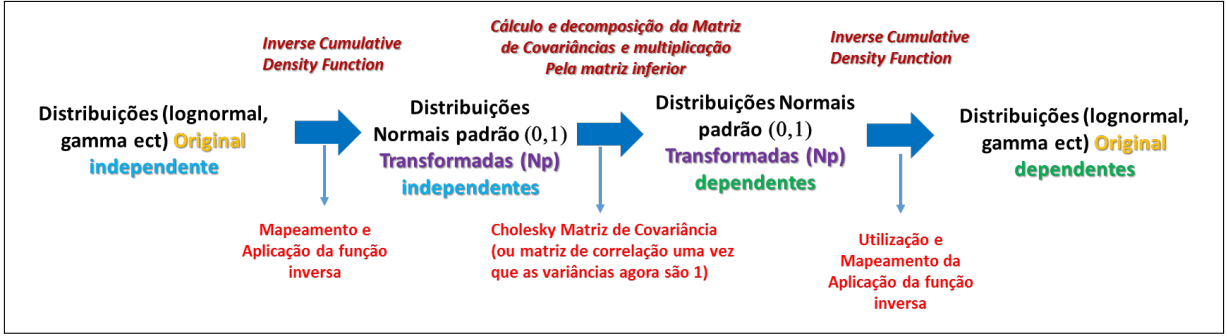 Inverse Cumulative
Density Function
Cálculo e decomposição da Matriz
de Covariâncias e multiplicação
Pela matriz inferior
Inverse Cumulative
Density Function
Distribuições (lognormal,
gamma ect) Original
independente
Distribuições
Normais padrão (0,1)
Transformadas (Np)
independentes
Distribuições Normais
padrão (0,1)
Transformadas (Np)
dependentes
Distribuições (lognormal,
gamma ect) Original
dependentes
Mapeamento e
Aplicação da função
inversa
Cholesky Matriz de Covariância
(ou matriz de correlação uma vez
que as variâncias agora são 1)
Utilização e
Mapeamento da
Aplicação da função
inversa